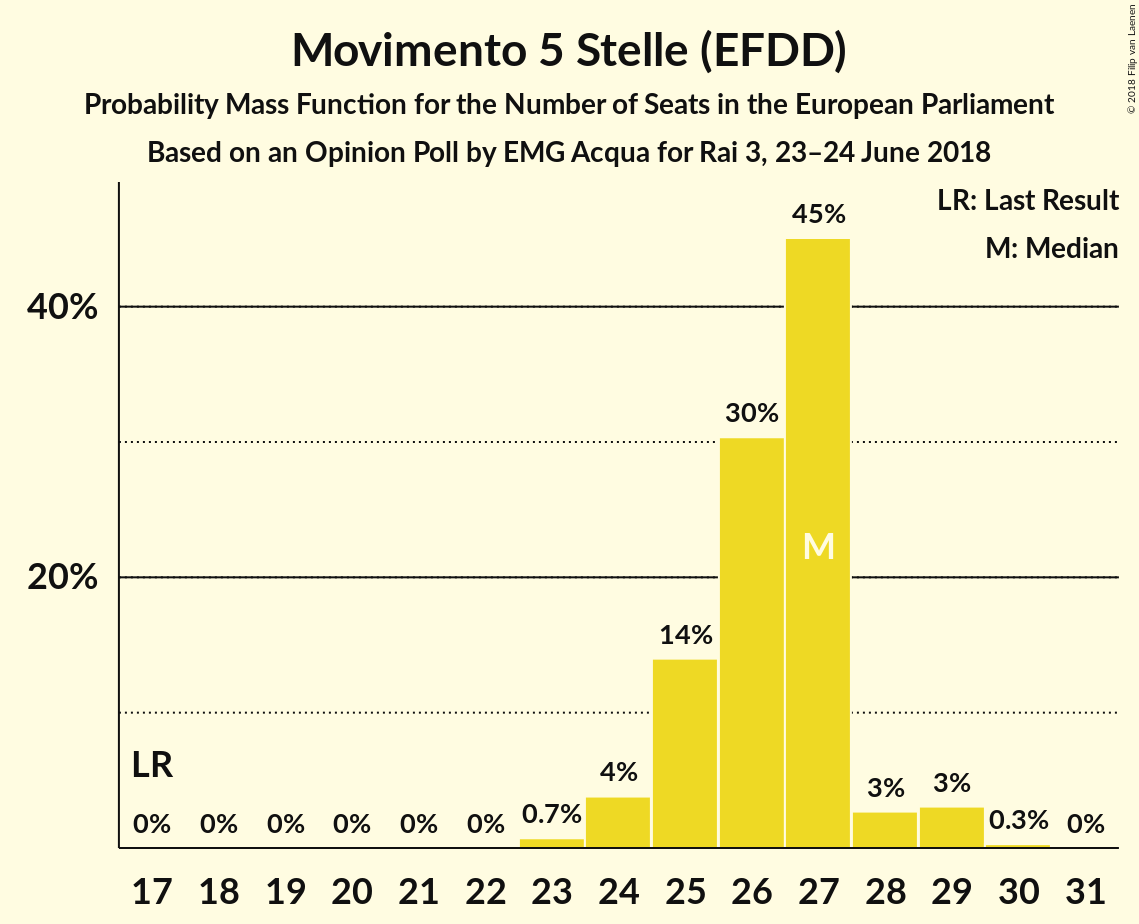 Movimento 5 Stelle (EFDD)
Probability Mass Function for the Number of Seats in the European Parliament
Based on an Opinion Poll by EMG Acqua for Rai 3, 23–24 June 2018
© 2018 Filip van Laenen
LR: Last Result
M: Median
45%
40%
30%
M
20%
14%
LR
0% 0% 0% 0% 0% 0% 0.7% 4% 3% 3% 0.3% 0%
17 18 19 20 21 22 23 24 25 26 27 28 29 30 31